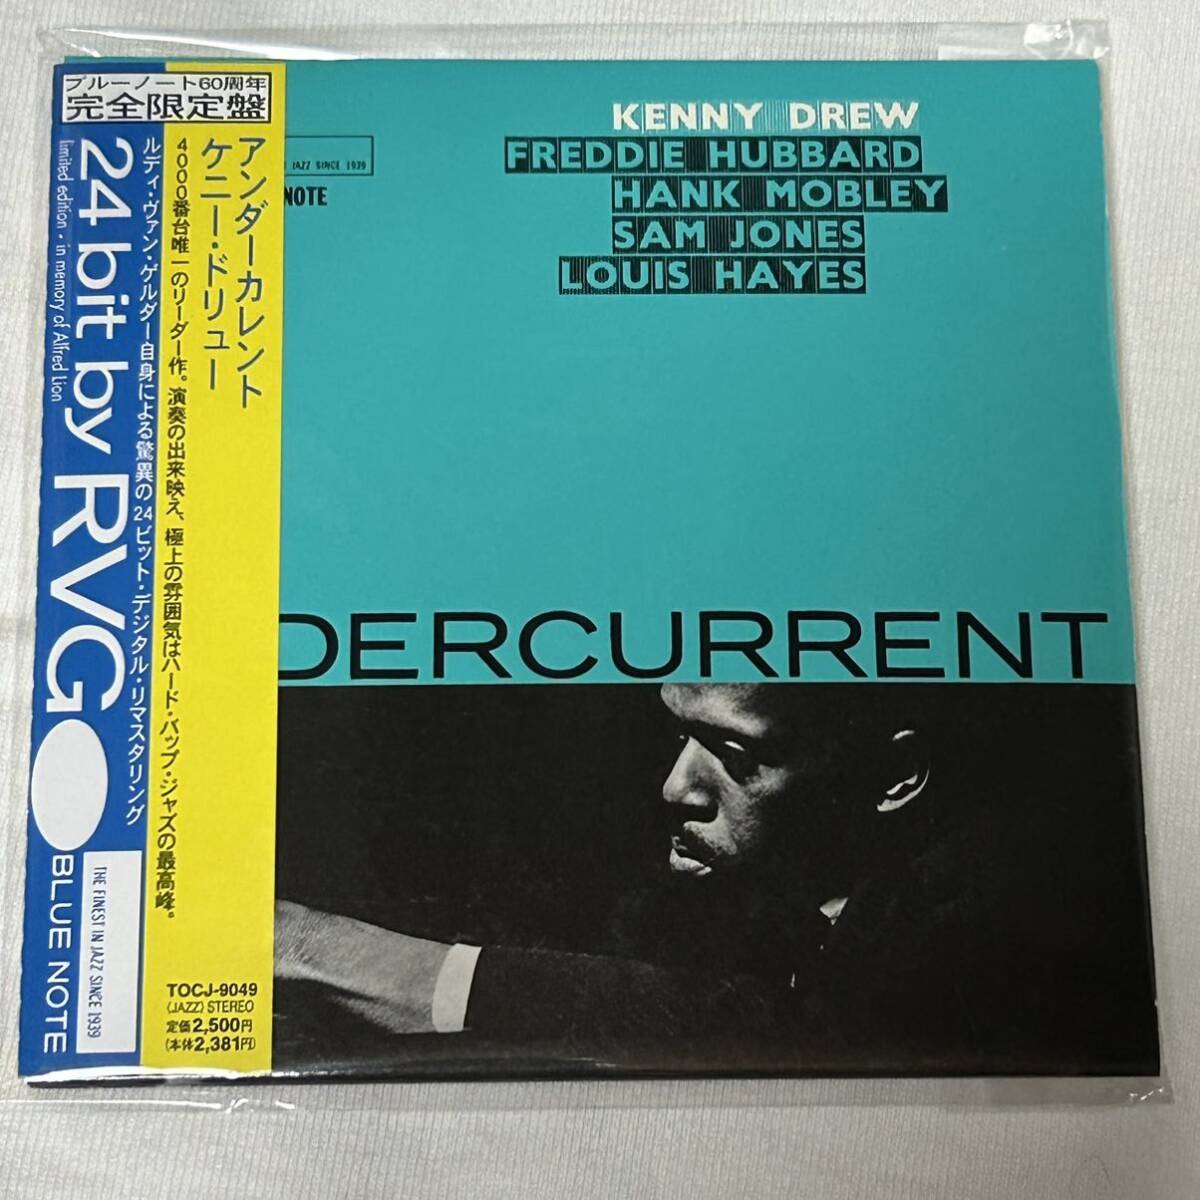 ブルーノート60周年
完全限定盤
アンダーカレント
ケニー・ドリュー
4000番台唯一のリーダー作。演奏の出来映え、極上の雰囲気はハード・バップ・ジャズの最高峰。
ルディ・ヴァン・ゲルダー自身による驚異の24ビット・デジタル・リマスタリング
24 bit by RVG
limited edition - in memory of Alfred Lion
BLUE NOTE
THE FINEST IN JAZZ SINCE 1939
TOCJ-9049
(JAZZ) STEREO
定価2,500円
(本体2,381円)
JAZZ SINCE 1939
NOTE
KENNY DREW
FREDDIE HUBBARD
HANK MOBLEY
SAM JONES
LOUIS HAYES
DERCURRENT